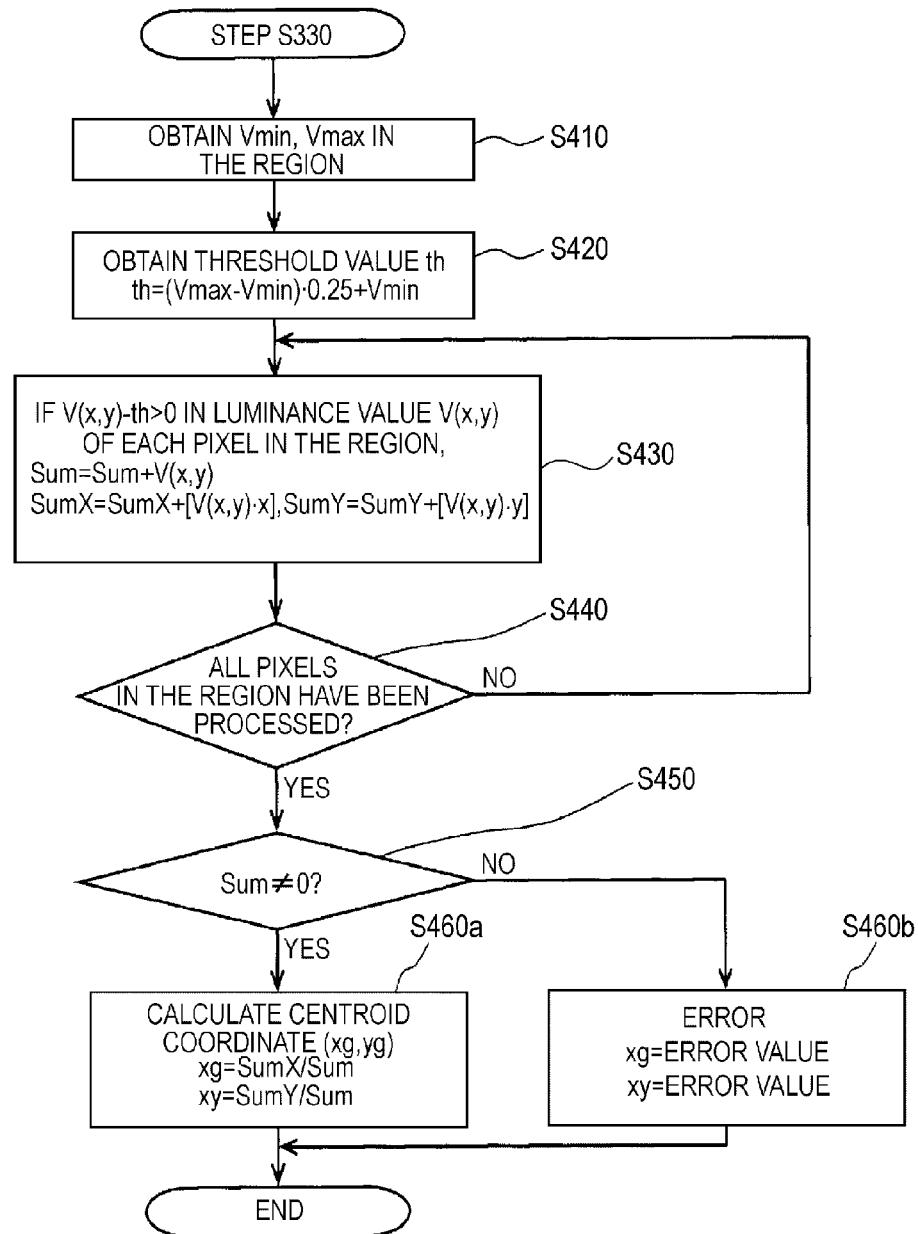 STEP S330
OBTAIN Vmin, Vmax IN
THE REGION
S410
OBTAIN THRESHOLD VALUE th
th=(Vmax-Vmin)·0.25+Vmin
S420
IF V(x,y)-th>0 IN LUMINANCE VALUE V(x,y)
OF EACH PIXEL IN THE REGION,
Sum=Sum+V(x,y)
SumX=SumX+[V(x,y)·x],SumY=SumY+[V(x,y)·y]
S430
S440
ALL PIXELS
IN THE REGION HAVE BEEN
PROCESSED?
NO
YES
S450
Sum≠0?
NO
YES
S460a
CALCULATE CENTROID
COORDINATE (xg,yg)
xg=SumX/Sum
xy=SumY/Sum
S460b
ERROR
xg=ERROR VALUE
xy=ERROR VALUE
END